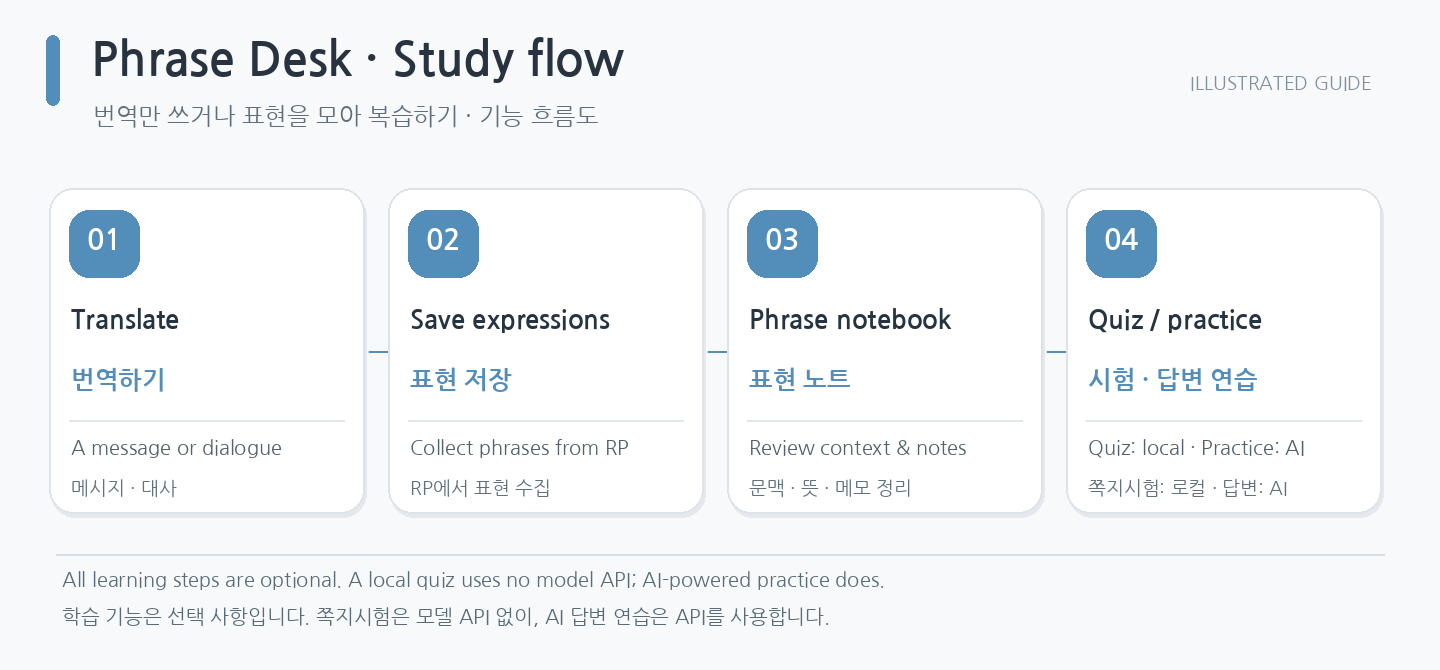 Phrase Desk · Study flow
ILLUSTRATED GUIDE
번역만 쓰거나 표현을 모아 복습하기 · 기능 흐름도
01
Translate
번역하기
A message or dialogue
메시지 · 대사
02
Save expressions
표현 저장
Collect phrases from RP
RP에서 표현 수집
03
Phrase notebook
표현 노트
Review context & notes
문맥 · 뜻 · 메모 정리
04
Quiz / practice
시험 · 답변 연습
Quiz: local · Practice: AI
쪽지시험: 로컬 · 답변: AI
All learning steps are optional. A local quiz uses no model API; AI-powered practice does.
학습 기능은 선택 사항입니다. 쪽지시험은 모델 API 없이, AI 답변 연습은 API를 사용합니다.